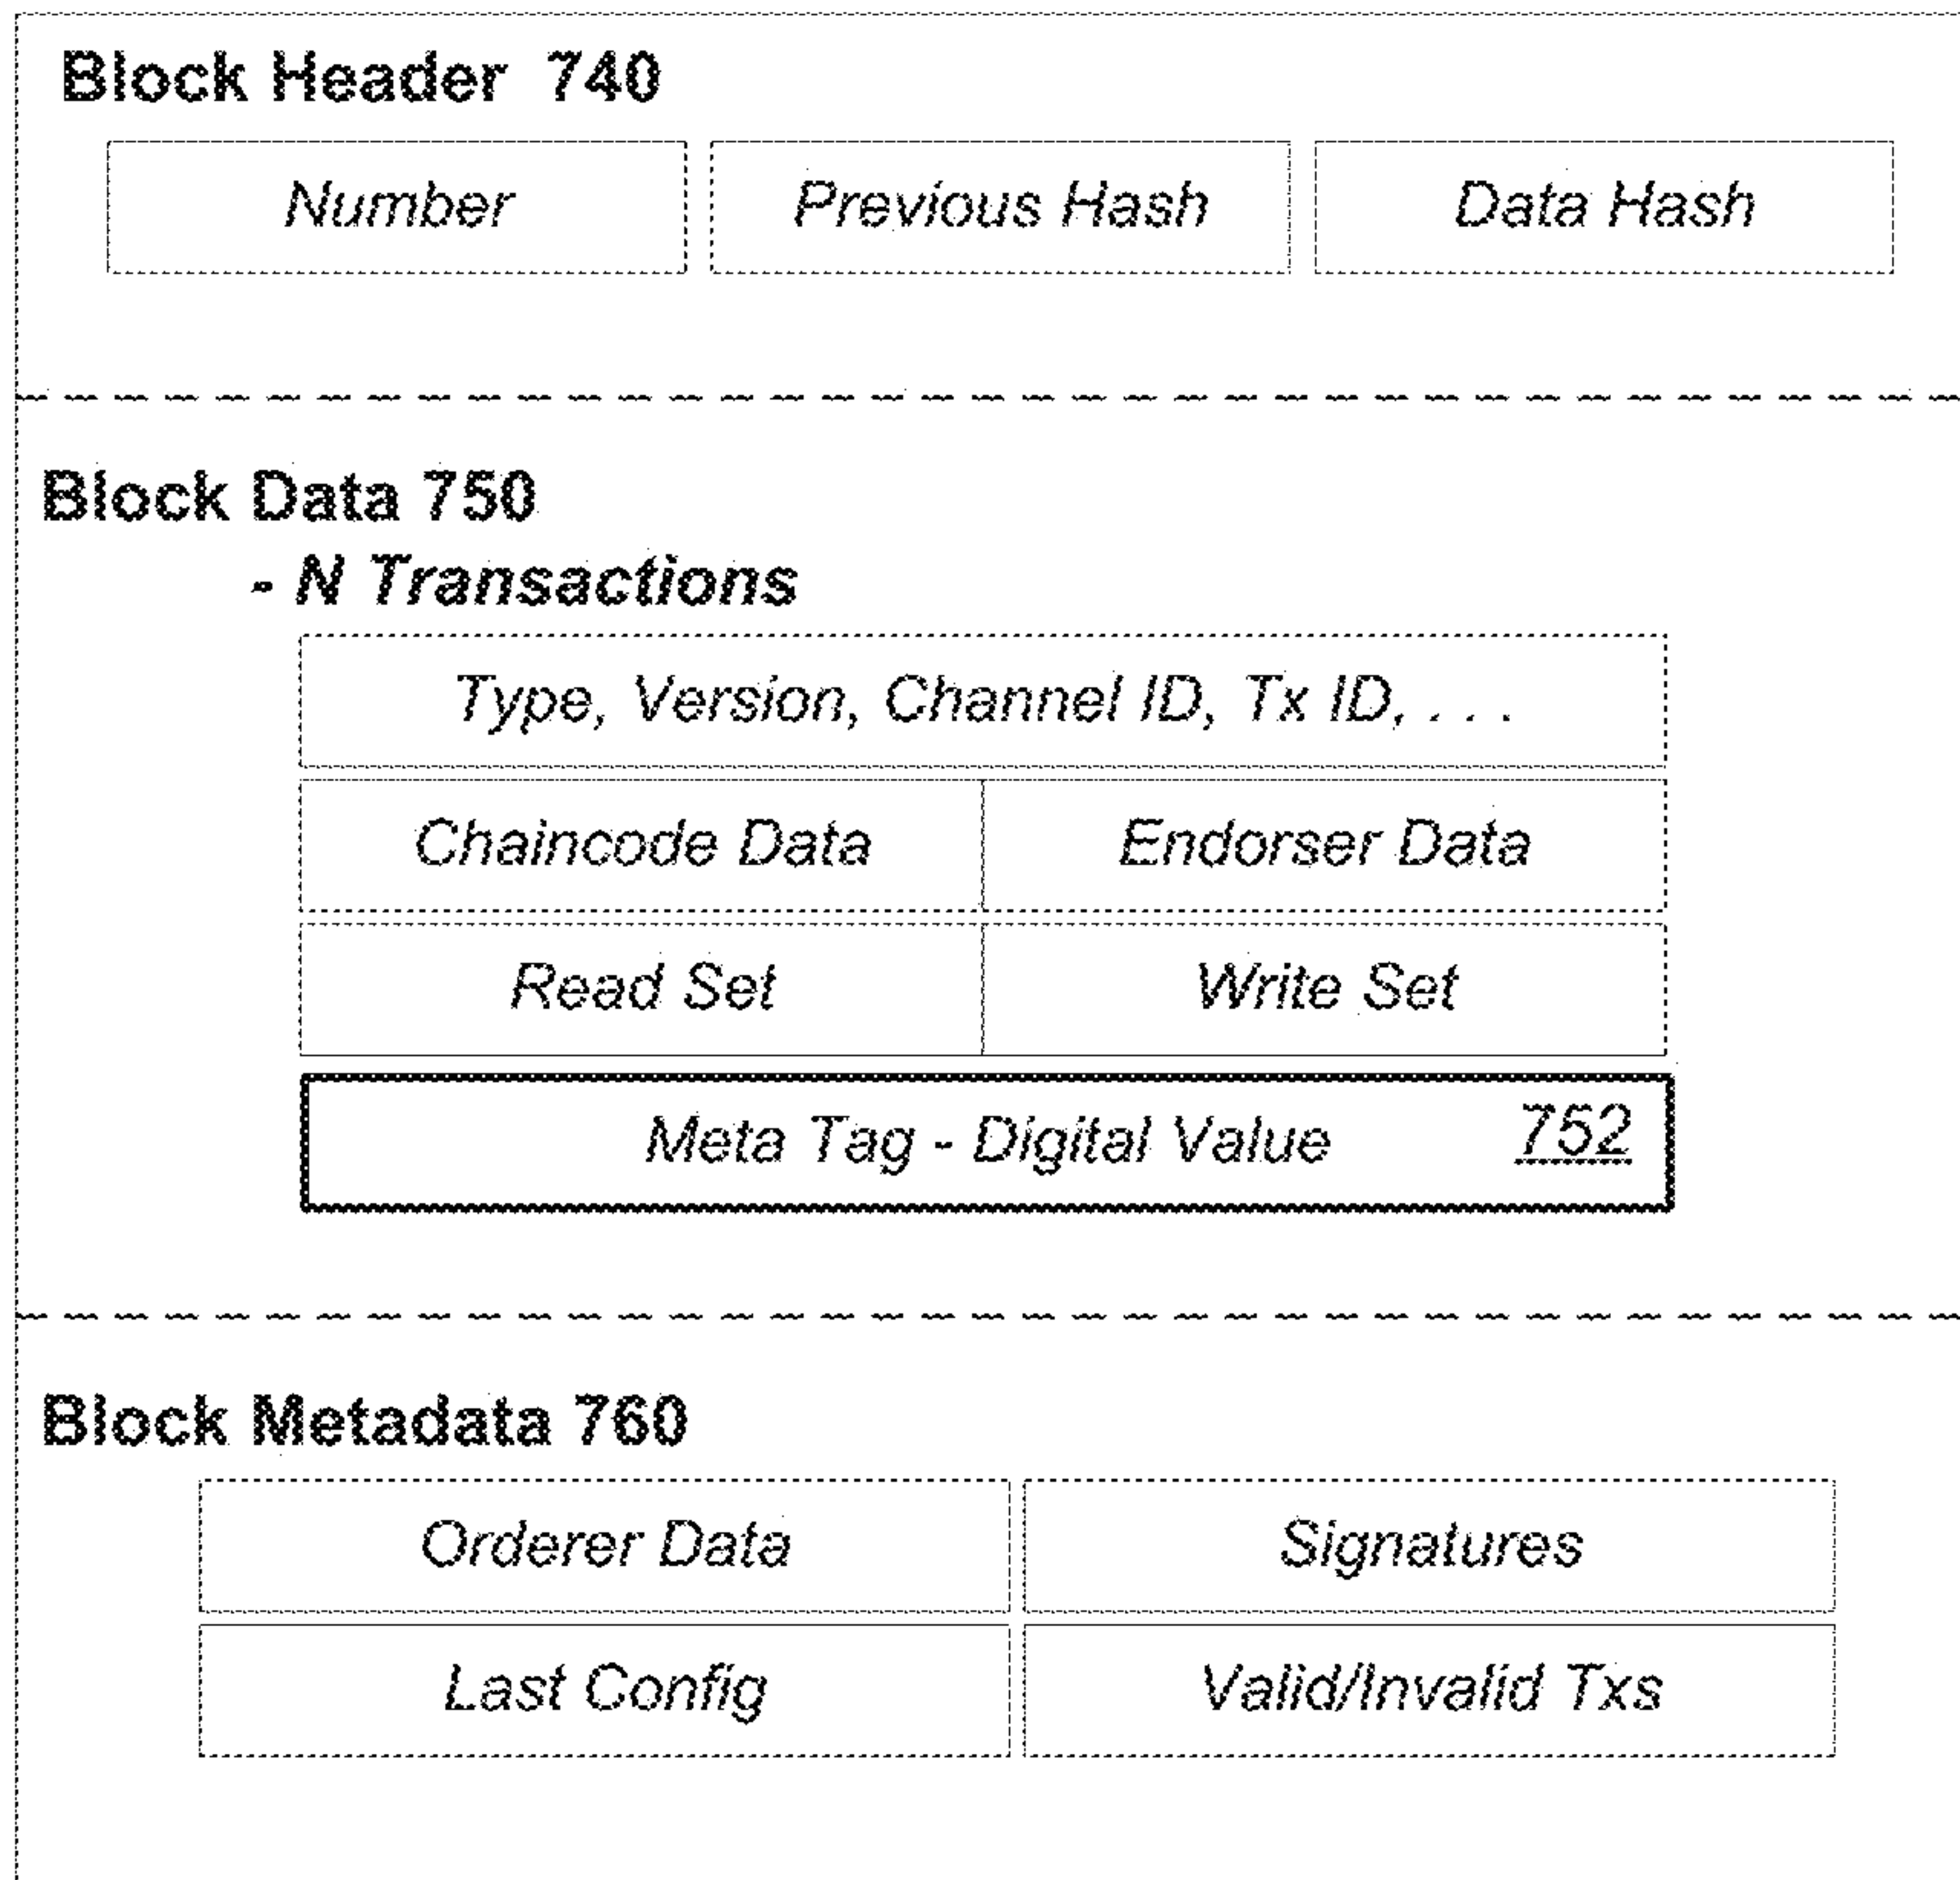 Block Header 740
Number Previous Hash Data Hash
Block Data 750
- N Transactions
Type, Version, Channel ID, Tx ID, . . .
Chaincode Data Endorser Data
Read Set Write Set
Meta Tag - Digital Value 752
Block Metadata 760
Orderer Data Signatures
Last Config Valid/Invalid Txs